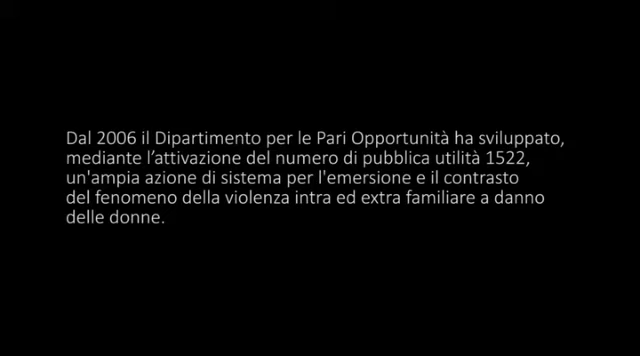 Dal 2006 il Dipartimento per le Pari Opportunità ha sviluppato,
mediante l’attivazione del numero di pubblica utilità 1522,
un'ampia azione di sistema per l'emersione e il contrasto
del fenomeno della violenza intra ed extra familiare a danno
delle donne.